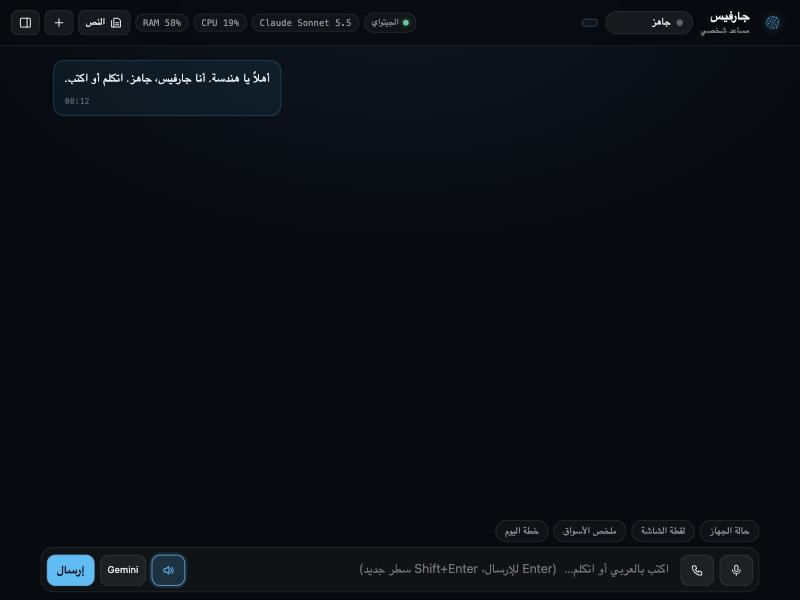 جارفيس
مساعد شخصي
جاهز
الجيتواي
Claude Sonnet 5.5
CPU 19%
RAM 58%
النص
أهلاً يا هندسة. أنا جارفيس، جاهز. اتكلم أو اكتب.
08:12
حالة الجهاز
لقطة الشاشة
ملخص الأسواق
خطة اليوم
اكتب بالعربي أو اتكلم... (Enter للإرسال، Shift+Enter سطر جديد)
Gemini
إرسال